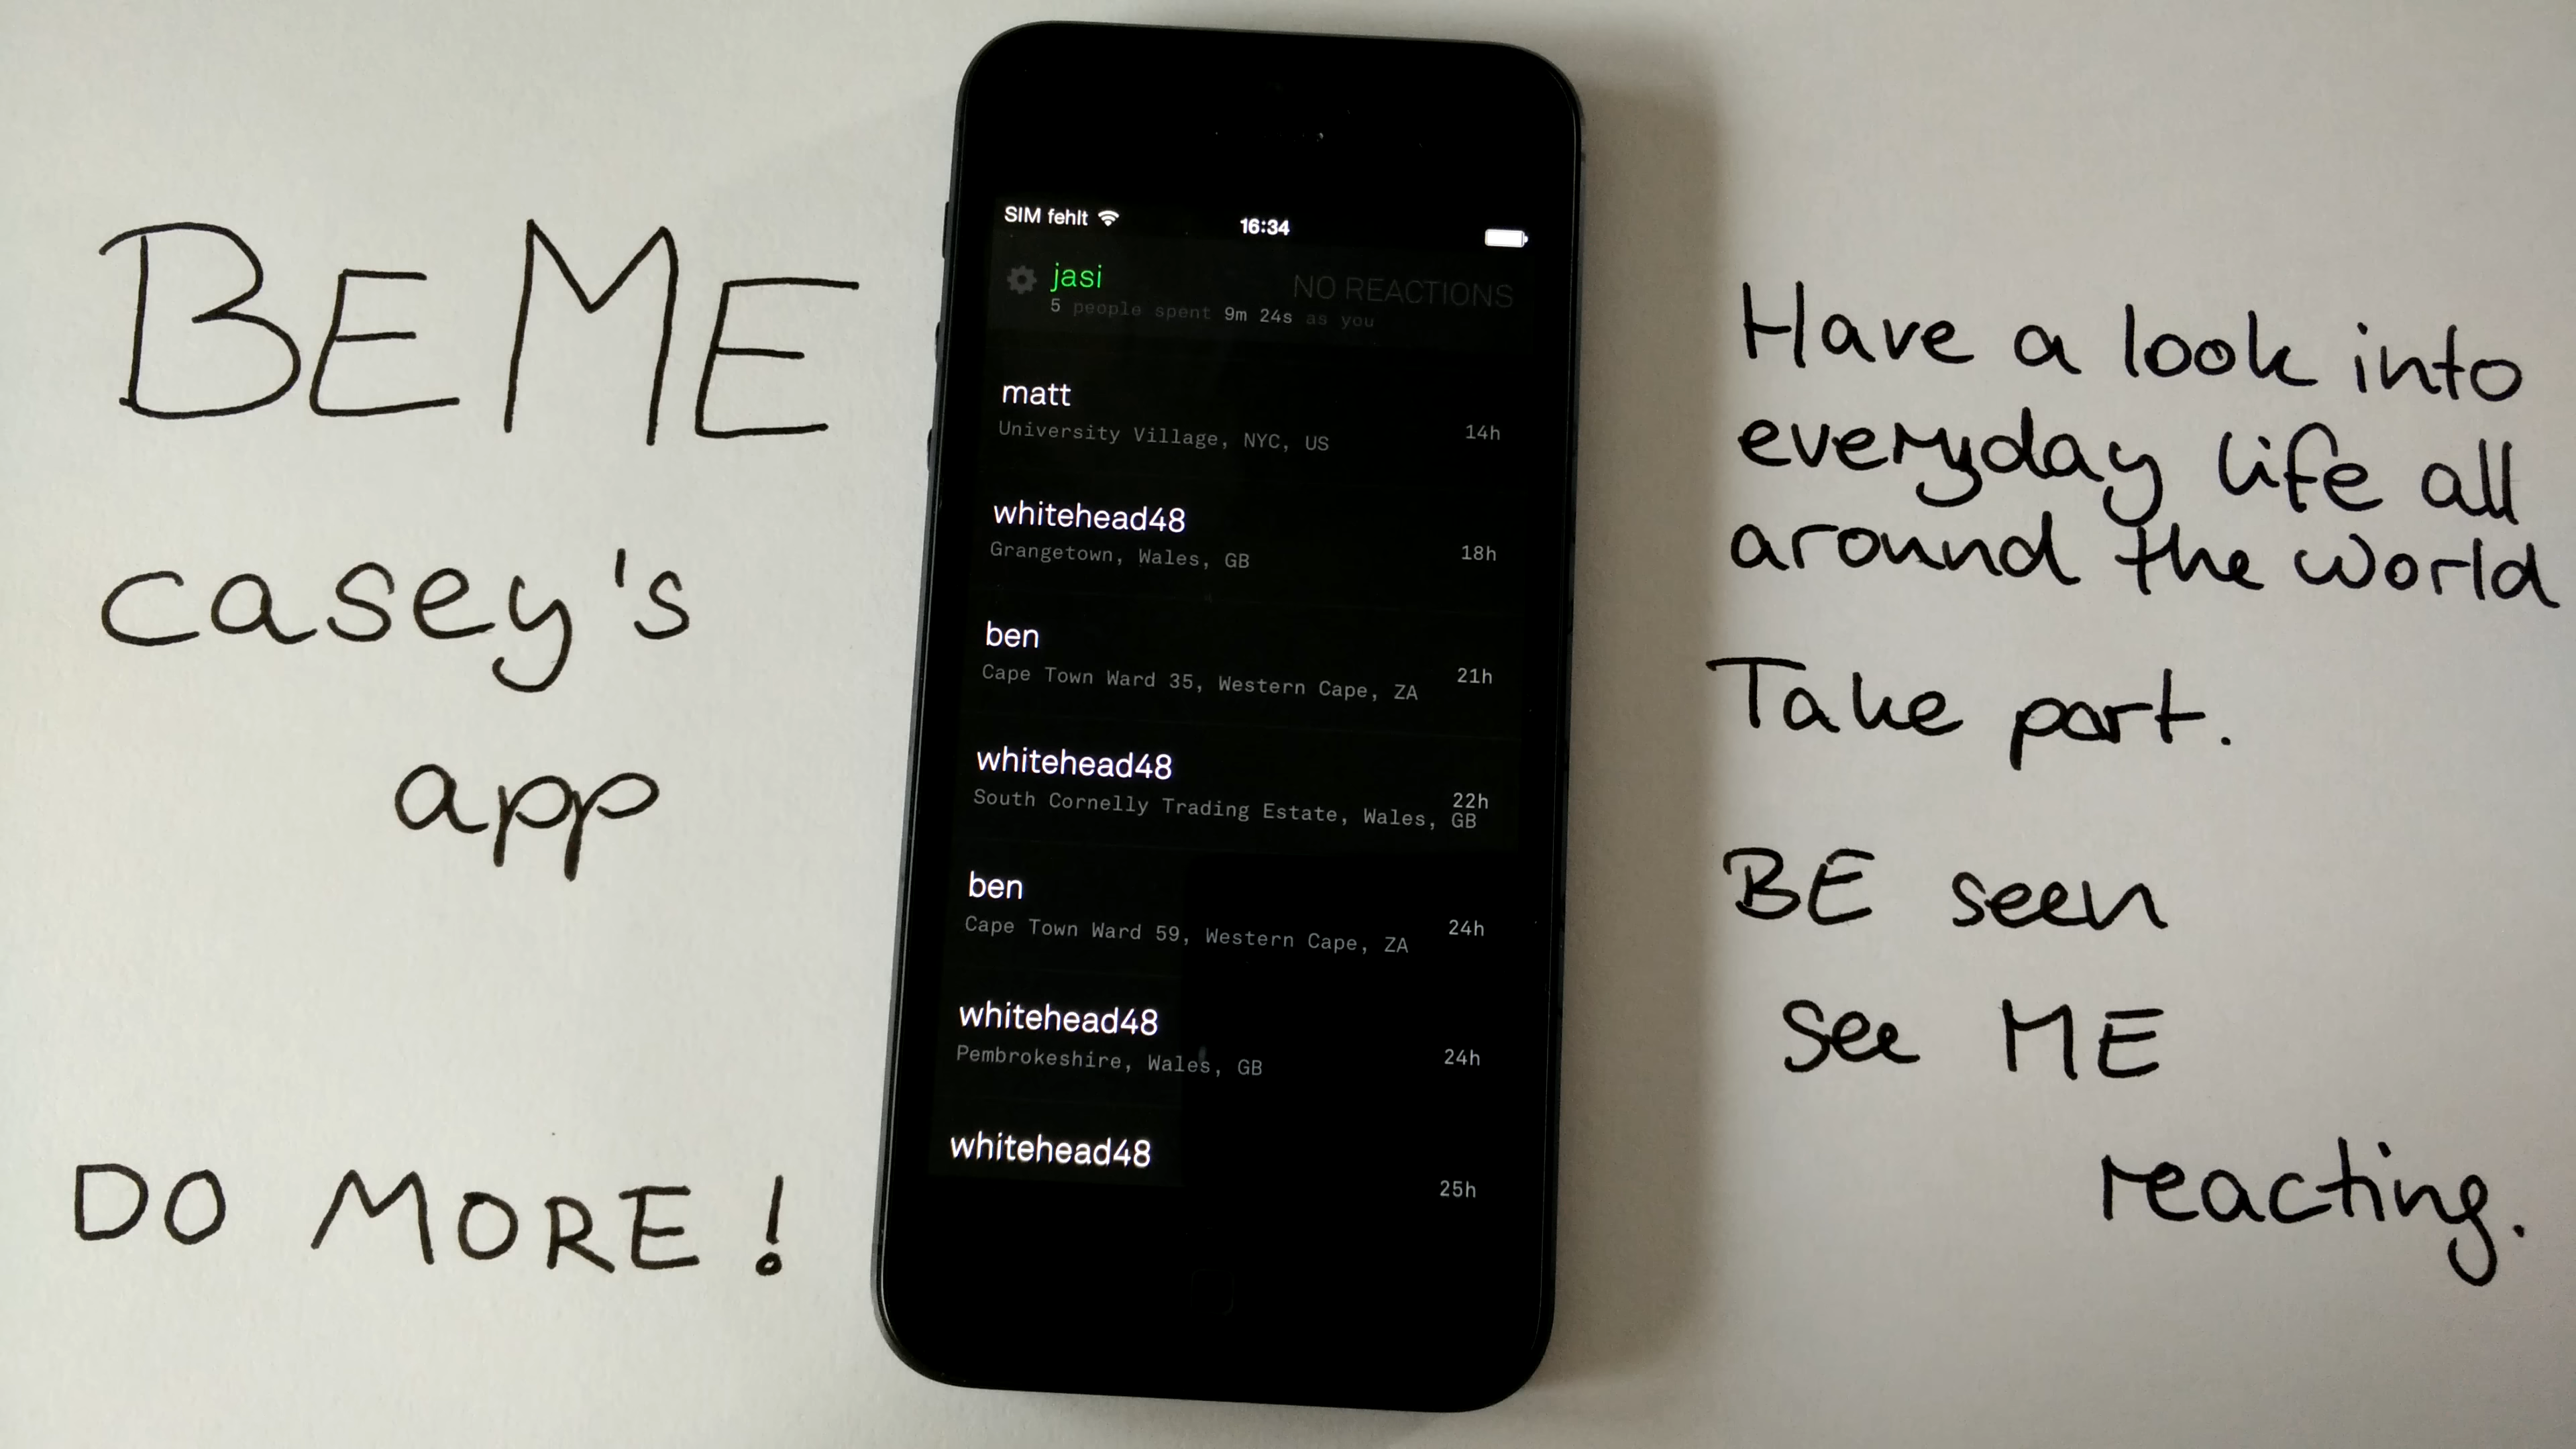 BEME
casey's
app
DO MORE!
SIM fehlt
16:34
jasi
NO REACTIONS
5 people spent 9m 24s as you
matt
University Village, NYC, US
14h
whitehead48
Grangetown, Wales, GB
18h
ben
Cape Town Ward 35, Western Cape, ZA
21h
whitehead48
South Cornelly Trading Estate, Wales, GB
22h
ben
Cape Town Ward 59, Western Cape, ZA
24h
whitehead48
Pembrokeshire, Wales, GB
24h
whitehead48
25h
Have a look into
everyday life all
around the world
Take part.
BE seen
see ME
reacting.